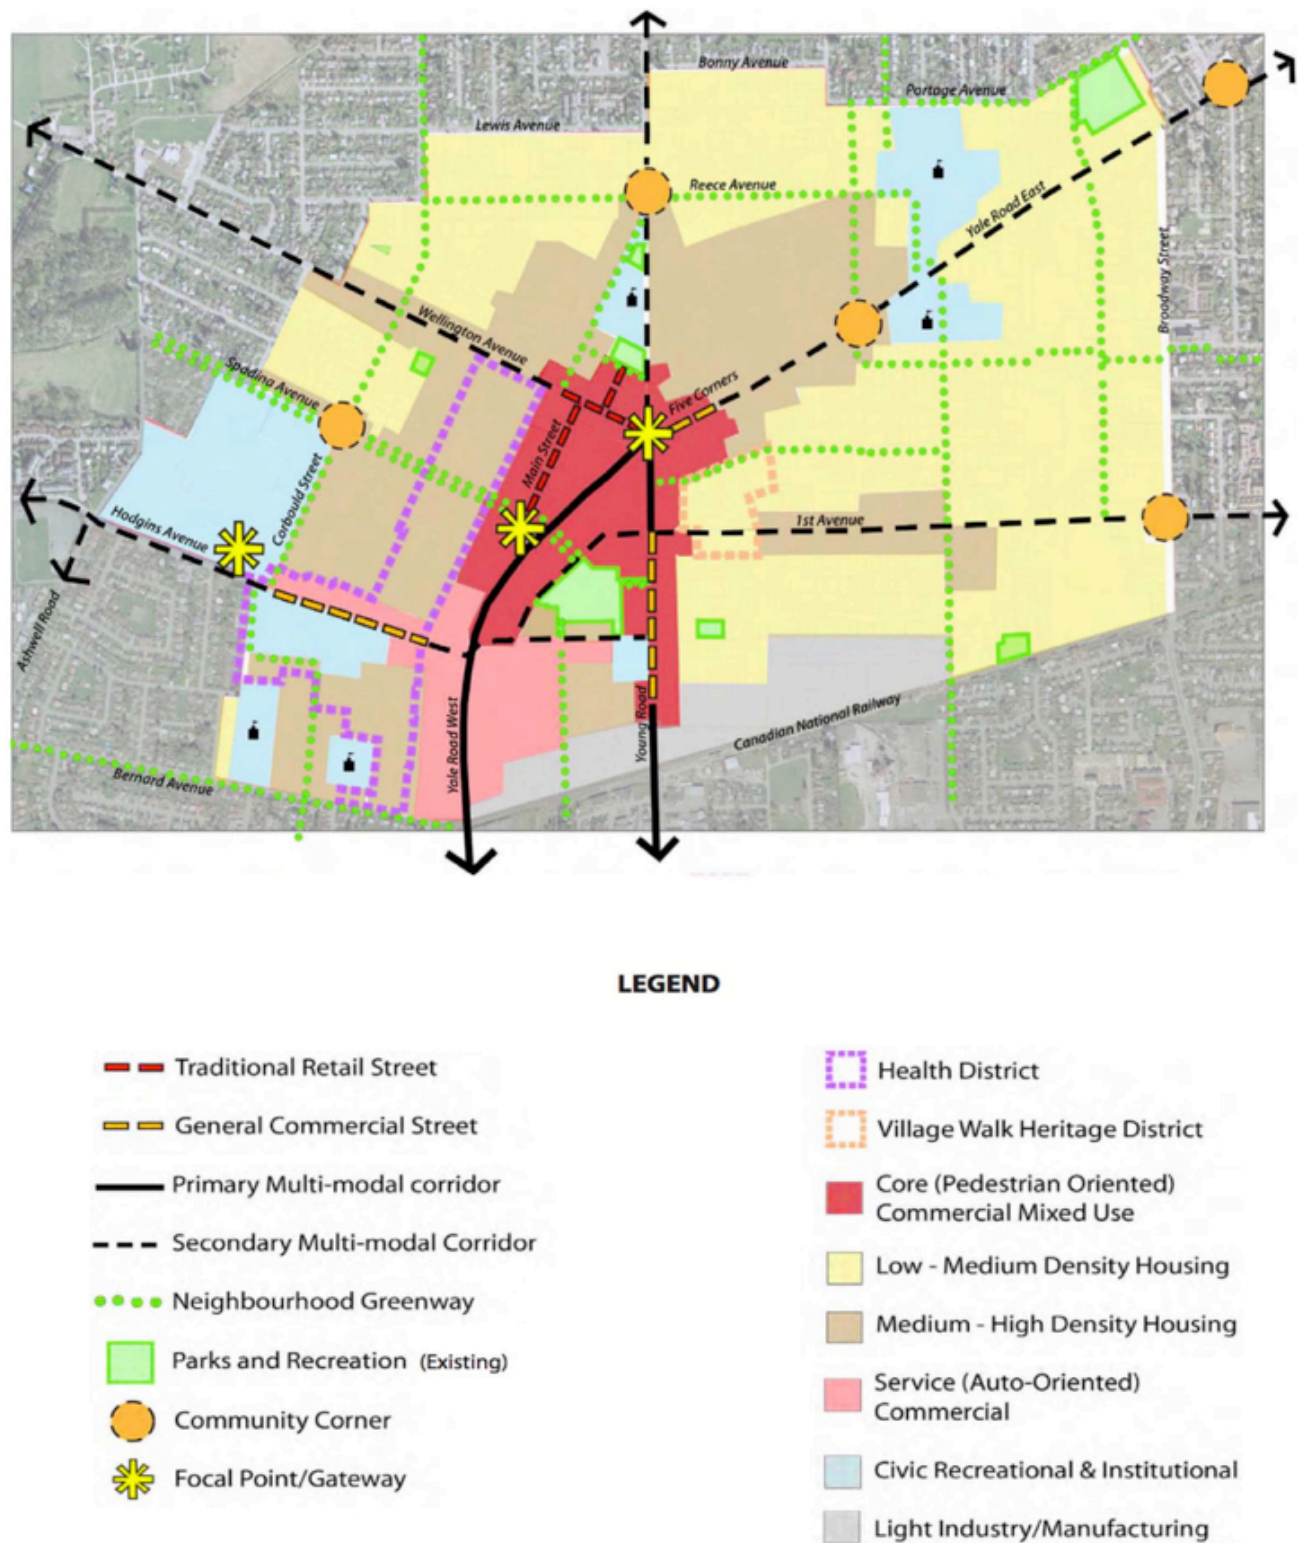 Bonny Avenue
Portage Avenue
Lewis Avenue
Reece Avenue
Yale Road East
Broadway Street
Wellington Avenue
Spadina Avenue
Five Corners
Main Street
Corbould Street
1st Avenue
Hodgins Avenue
Ashwell Road
Yale Road West
Young Road
Canadian National Railway
Bernard Avenue
LEGEND
Traditional Retail Street
General Commercial Street
Primary Multi-modal corridor
Secondary Multi-modal Corridor
Neighbourhood Greenway
Parks and Recreation (Existing)
Community Corner
Focal Point/Gateway
Health District
Village Walk Heritage District
Core (Pedestrian Oriented)
Commercial Mixed Use
Low - Medium Density Housing
Medium - High Density Housing
Service (Auto-Oriented)
Commercial
Civic Recreational & Institutional
Light Industry/Manufacturing